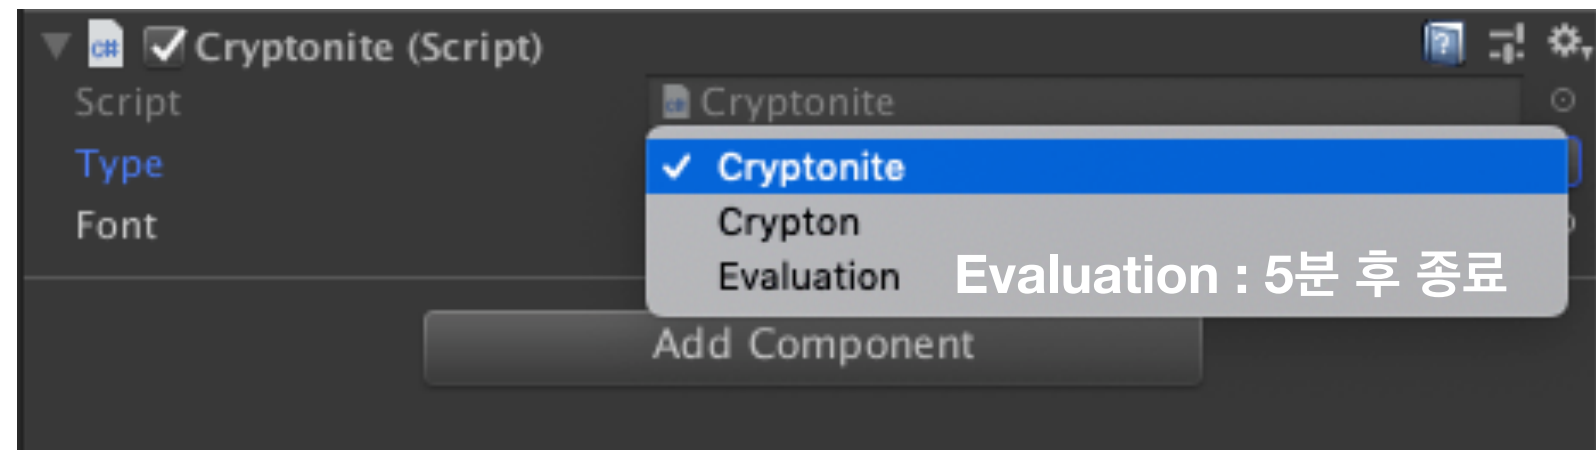 Cryptonite (Script)
Script
Cryptonite
Type
Cryptonite
Font
Crypton
Evaluation
Evaluation : 5분 후 종료
Add Component